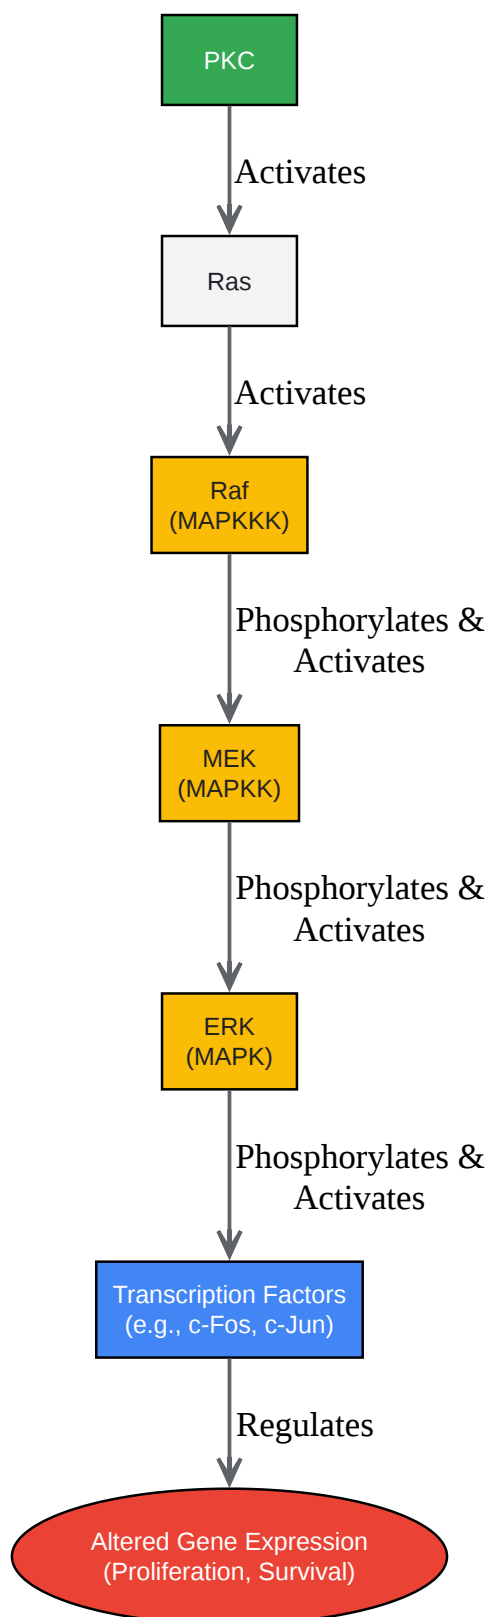 PKC
Activates
Ras
Activates
Raf
(MAPKKK)
Phosphorylates &
Activates
MEK
(MAPKK)
Phosphorylates &
Activates
ERK
(MAPK)
Phosphorylates &
Activates
Transcription Factors
(e.g., c-Fos, c-Jun)
Regulates
Altered Gene Expression
(Proliferation, Survival)